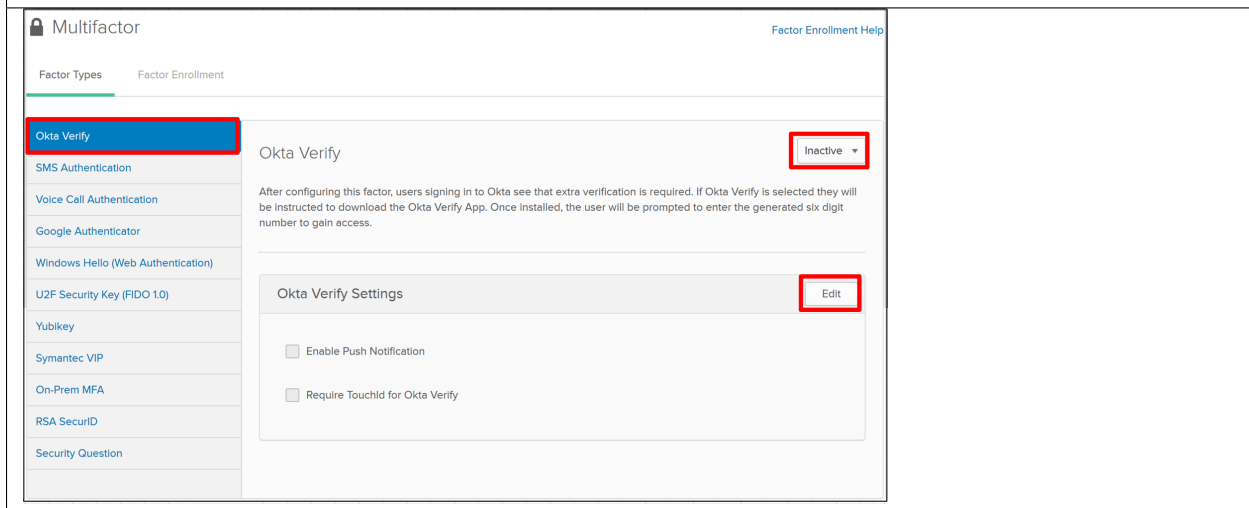 Multifactor
Factor Enrollment Help
Factor Types
Factor Enrollment
Okta Verify
SMS Authentication
Voice Call Authentication
Google Authenticator
Windows Hello (Web Authentication)
U2F Security Key (FIDO 1.0)
Yubikey
Symantec VIP
On-Prem MFA
RSA SecurID
Security Question
Okta Verify
Inactive
After configuring this factor, users signing in to Okta see that extra verification is required. If Okta Verify is selected they will
be instructed to download the Okta Verify App. Once installed, the user will be prompted to enter the generated six digit
number to gain access.
Okta Verify Settings
Edit
Enable Push Notification
Require TouchId for Okta Verify